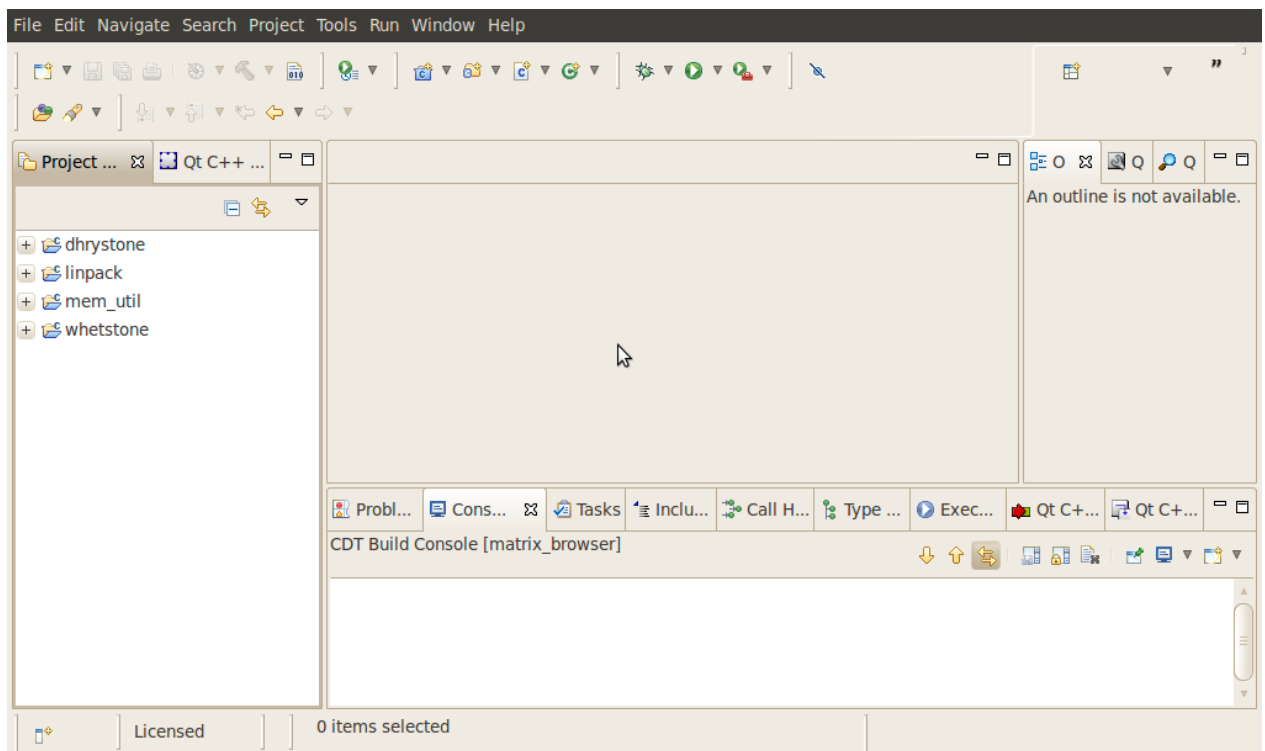 File Edit Navigate Search Project Tools Run Window Help
Project ... Qt C++ ...
O Q Q
An outline is not available.
dhrystone
linpack
mem_util
whetstone
Probl... Cons... Tasks Inclu... Call H... Type ... Exec... Qt C+... Qt C+...
CDT Build Console [matrix_browser]
Licensed 0 items selected